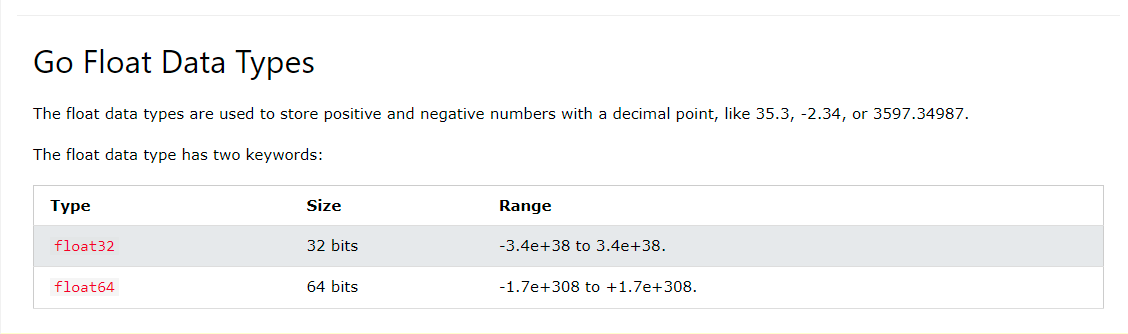 Go Float Data Types
The float data types are used to store positive and negative numbers with a decimal point, like 35.3, -2.34, or 3597.34987.
The float data type has two keywords:
Type Size Range
float32 32 bits -3.4e+38 to 3.4e+38.
float64 64 bits -1.7e+308 to +1.7e+308.